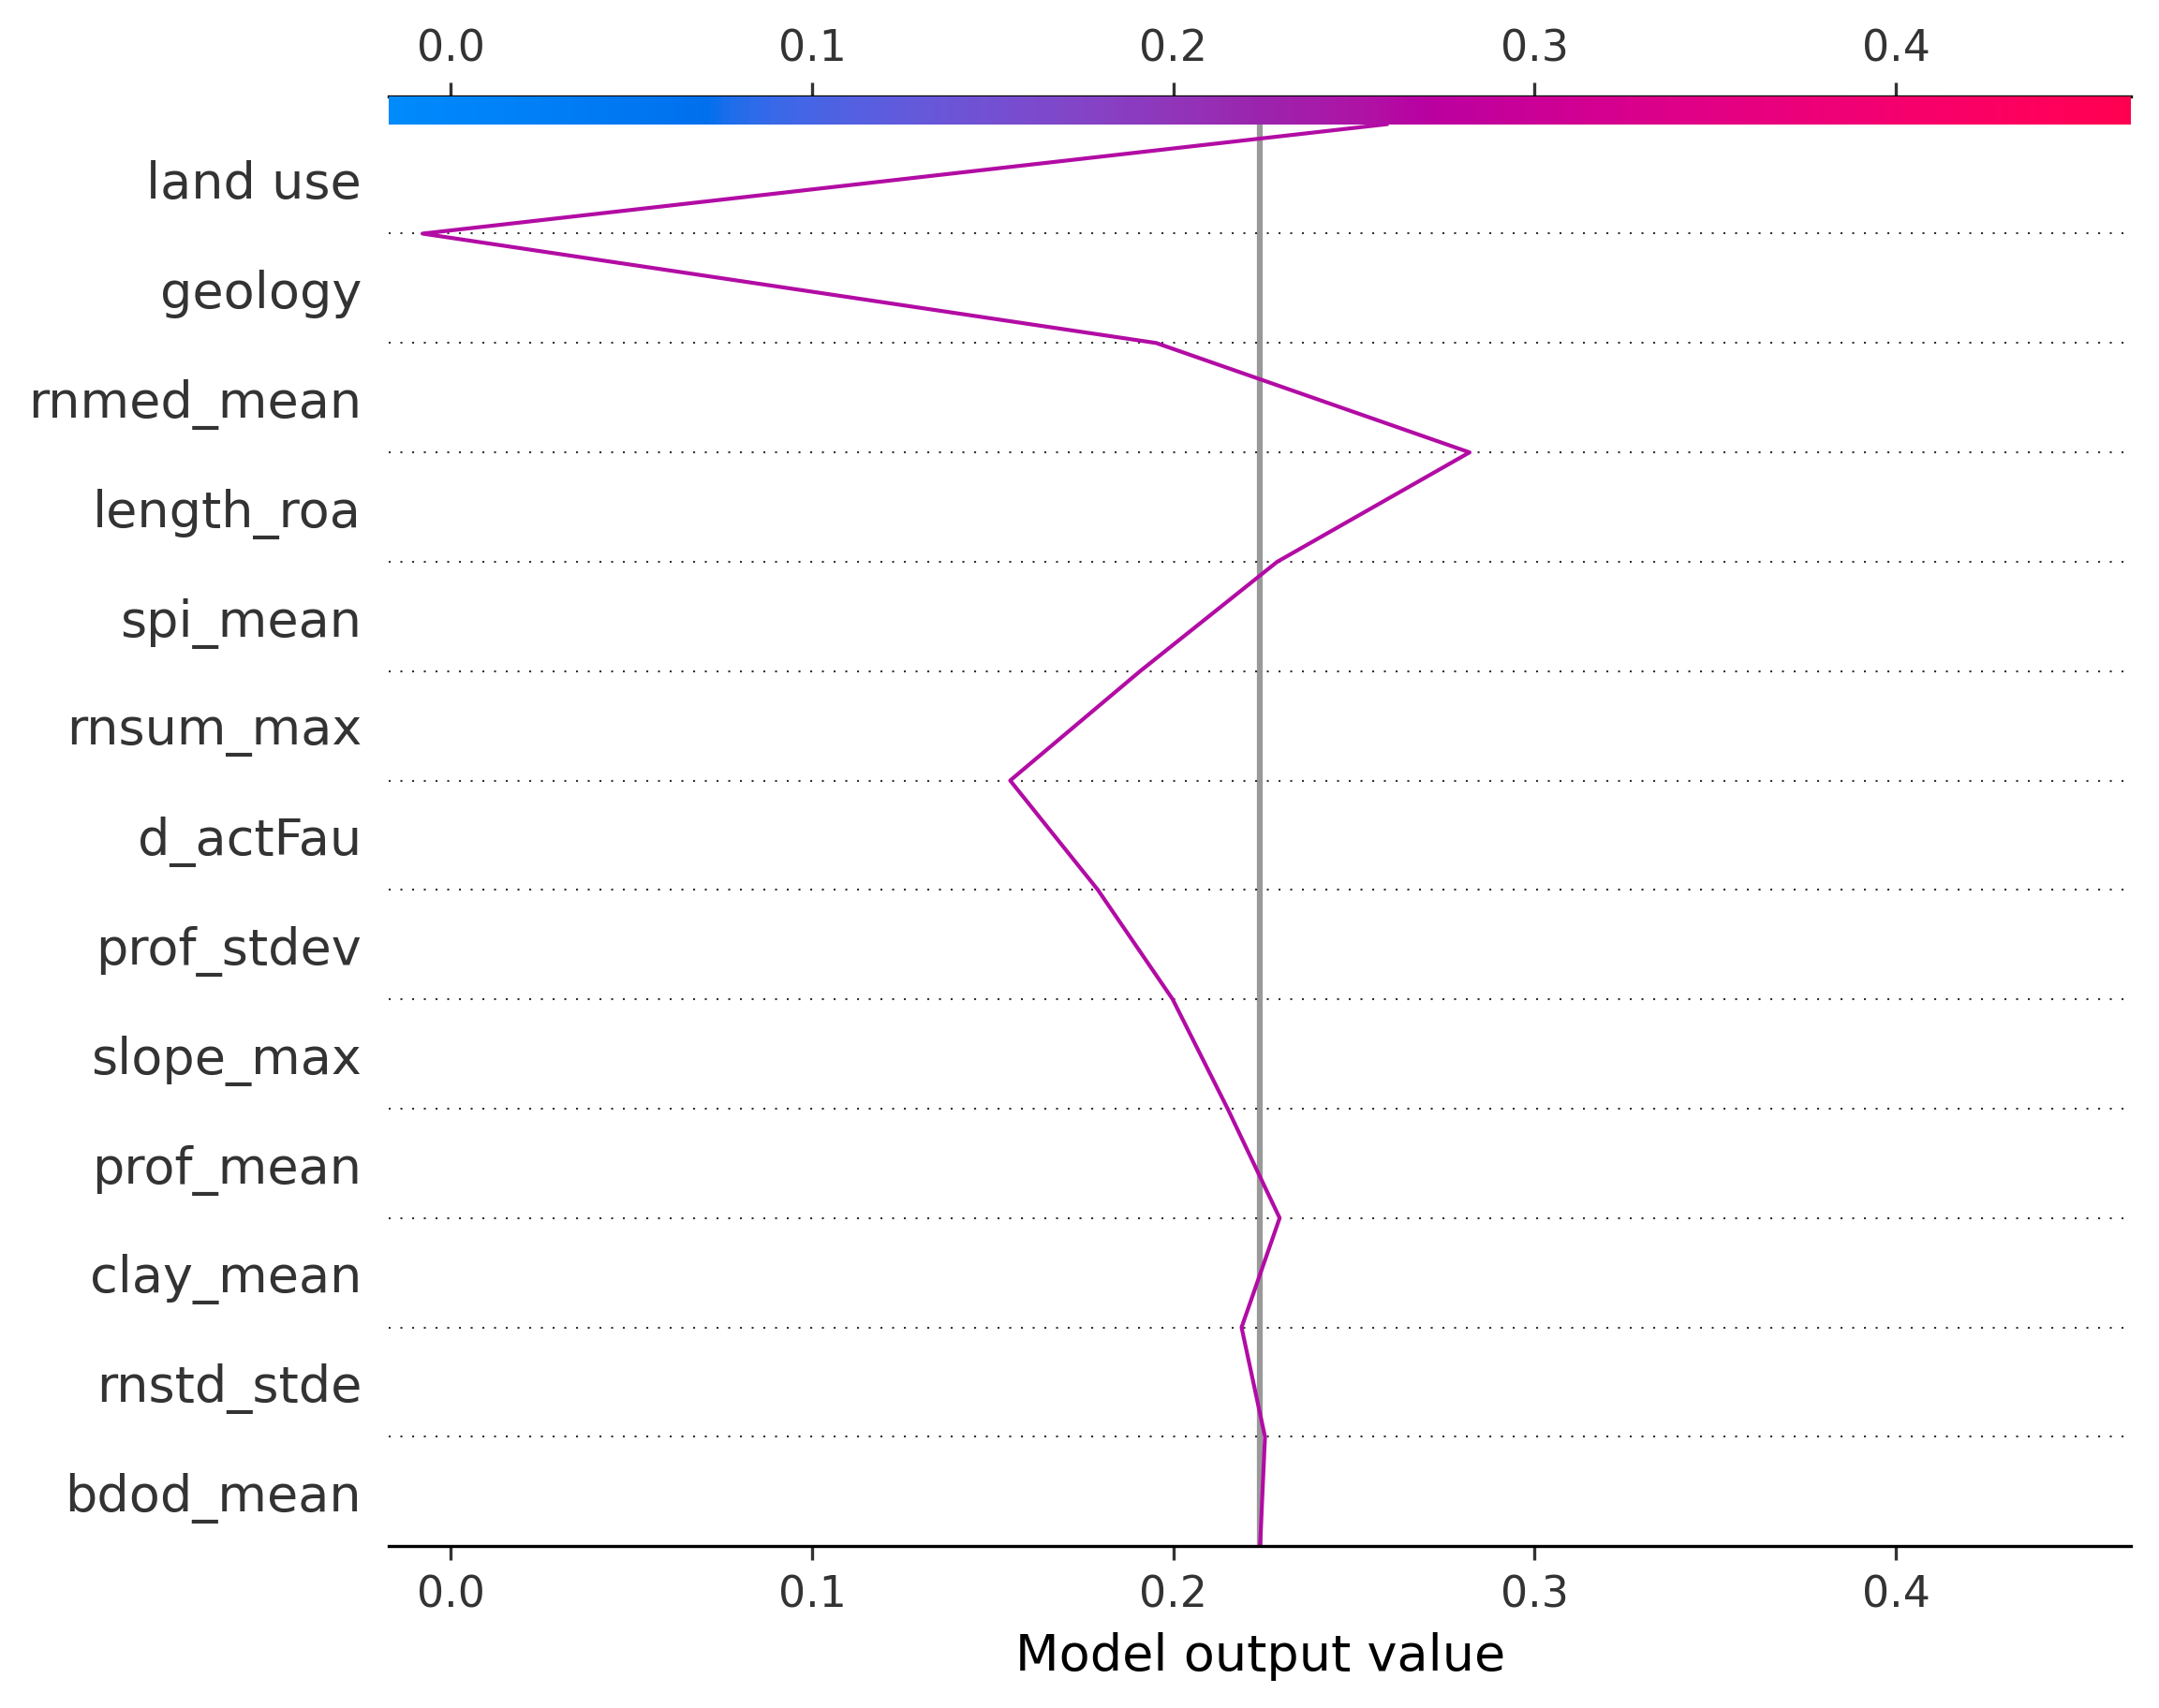 0.0 0.1 0.2 0.3 0.4
land use
geology
rnmed_mean
length_roa
spi_mean
rnsum_max
d_actFau
prof_stdev
slope_max
prof_mean
clay_mean
rnstd_stde
bdod_mean
0.0 0.1 0.2 0.3 0.4
Model output value